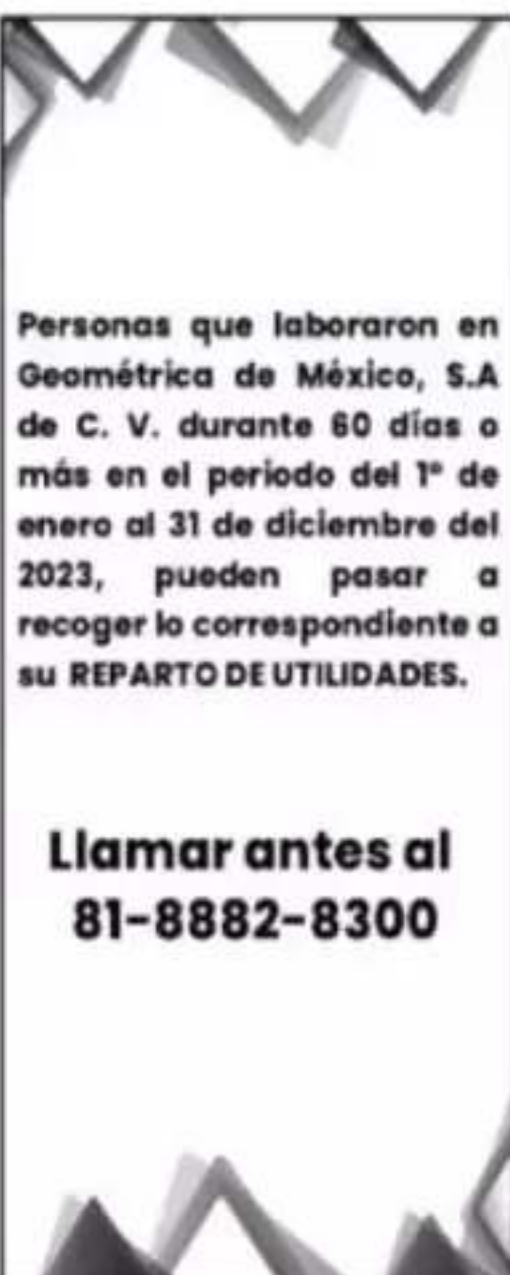 Personas que laboraron en
Geométrica de México, S.A
de C. V. durante 60 días o
más en el periodo del 1° de
enero al 31 de diciembre del
2023, pueden pasar a
recoger lo correspondiente a
su REPARTO DE UTILIDADES.
Llamar antes al
81-8882-8300